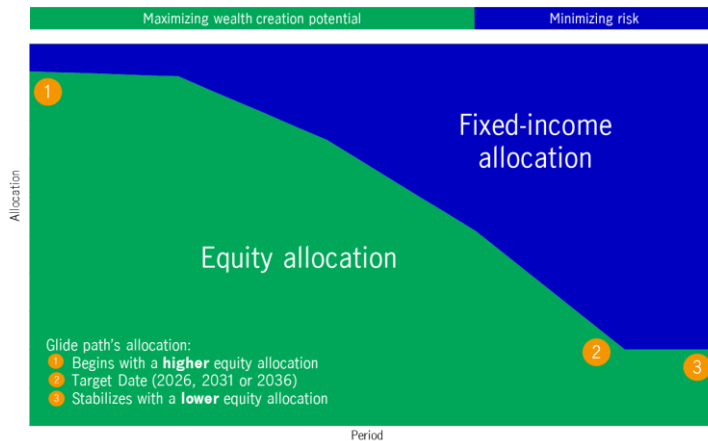 Maximizing wealth creation potential
Minimizing risk
1
Fixed-income
allocation
Allocation
Equity allocation
Glide path's allocation:
1 Begins with a higher equity allocation
2 Target Date (2026, 2031 or 2036)
3 Stabilizes with a lower equity allocation
2
3
Period